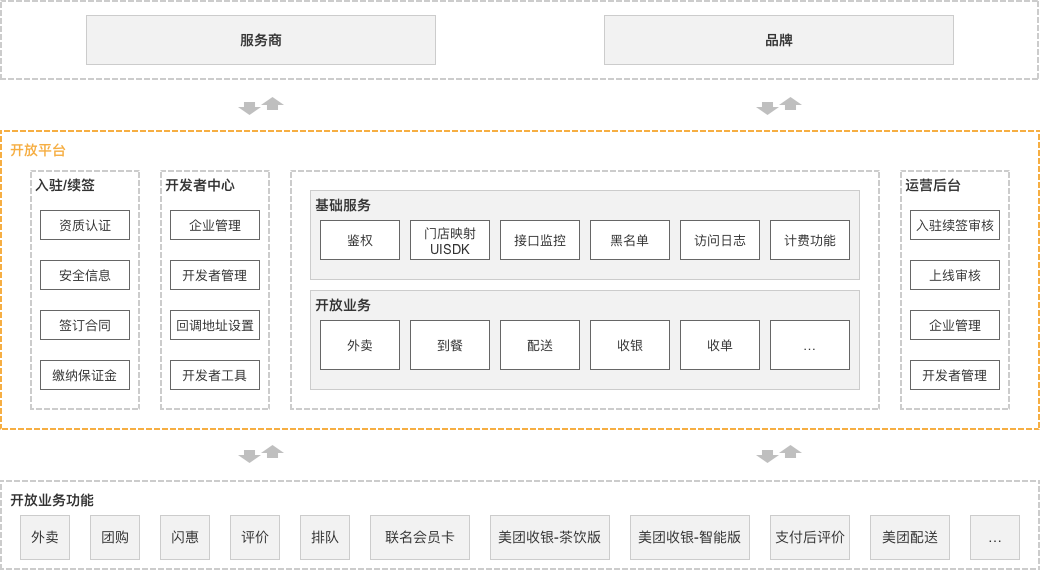 服务商
品牌
开放平台
入驻/续签
资质认证
安全信息
签订合同
缴纳保证金
开发者中心
企业管理
开发者管理
回调地址设置
开发者工具
基础服务
鉴权
门店映射
UISDK
接口监控
黑名单
访问日志
计费功能
开放业务
外卖
到餐
配送
收银
收单
...
运营后台
入驻续签审核
上线审核
企业管理
开发者管理
开放业务功能
外卖
团购
闪惠
评价
排队
联名会员卡
美团收银-茶饮版
美团收银-智能版
支付后评价
美团配送
...